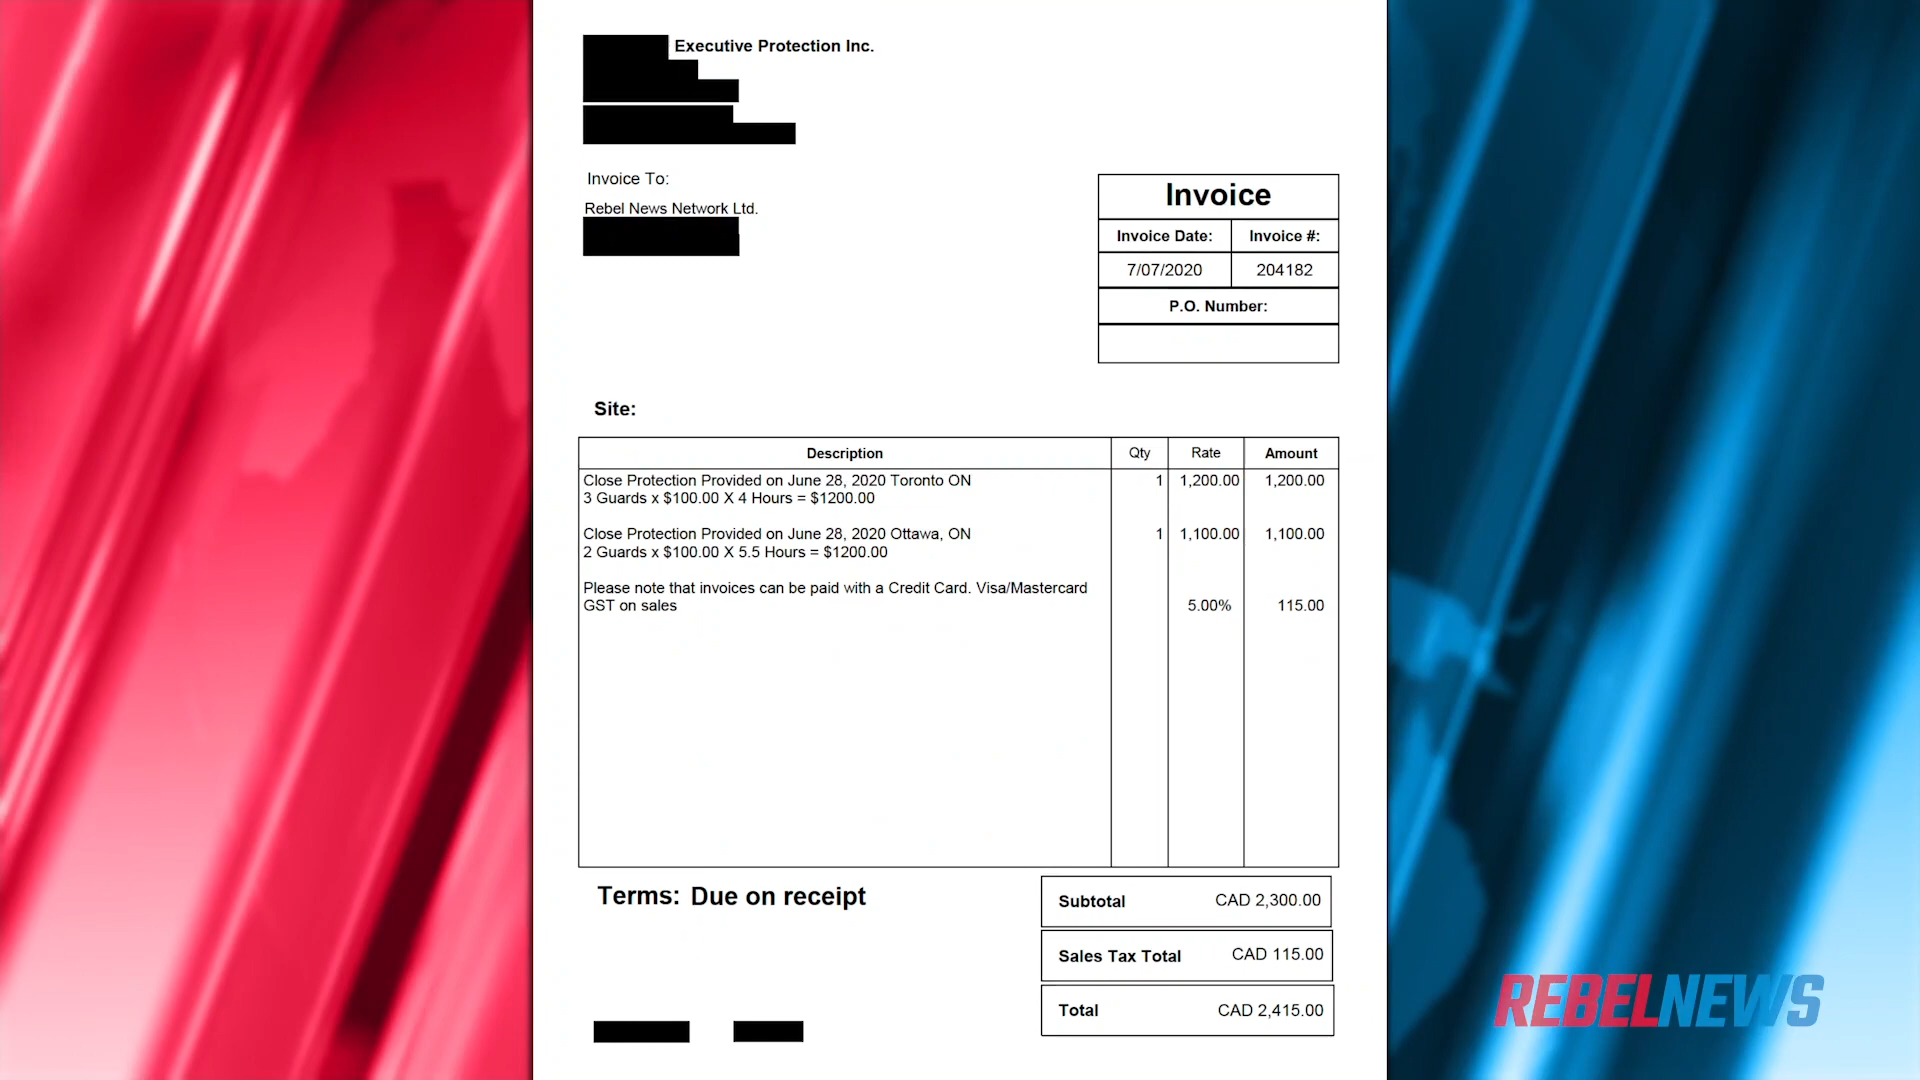 Executive Protection Inc.
Invoice To:
Rebel News Network Ltd.
Invoice
Invoice Date: Invoice #:
7/07/2020 204182
P.O. Number:
Site:
Description Qty Rate Amount
Close Protection Provided on June 28, 2020 Toronto ON 1 1,200.00 1,200.00
3 Guards x $100.00 X 4 Hours = $1200.00
Close Protection Provided on June 28, 2020 Ottawa, ON 1 1,100.00 1,100.00
2 Guards x $100.00 X 5.5 Hours = $1200.00
Please note that invoices can be paid with a Credit Card. Visa/Mastercard
GST on sales 5.00% 115.00
Terms: Due on receipt
Subtotal CAD 2,300.00
Sales Tax Total CAD 115.00
Total CAD 2,415.00
REBELNEWS